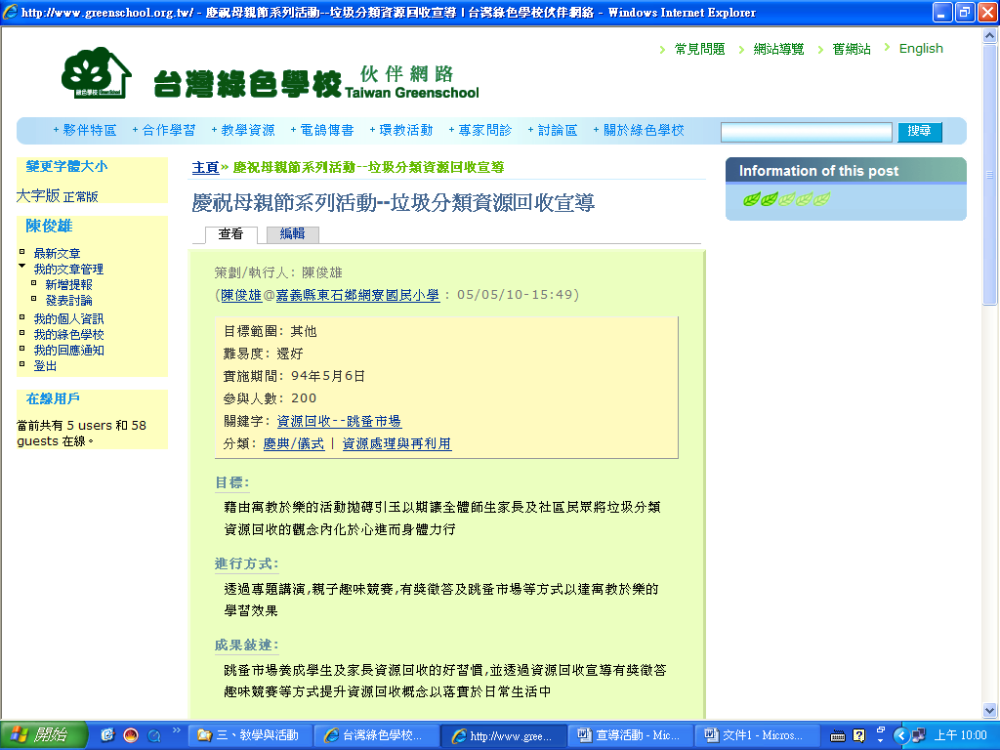 http://www.greenschool.org.tw/ - 慶祝母親節系列活動--垃圾分類資源回收宣導 | 台灣綠色學校伙伴網絡 - Windows Internet Explorer
常見問題 網站導覽 舊網站 English
綠色學校 GreenSchool
台灣綠色學校 伙伴網路
Taiwan Greenschool
+ 夥伴特區 + 合作學習 + 教學資源 + 電鴿傳書 + 環教活動 + 專家問診 + 討論區 + 關於綠色學校 搜尋
變更字體大小
大字版 正常版
陳俊雄
最新文章
我的文章管理
新增提報
發表討論
我的個人資訊
我的綠色學校
我的回應通知
登出
在線用戶
當前共有 5 users 和 58
guests 在線。
主頁» 慶祝母親節系列活動--垃圾分類資源回收宣導
慶祝母親節系列活動--垃圾分類資源回收宣導
查看 編輯
策劃/執行人: 陳俊雄
(陳俊雄@嘉義縣東石鄉網寮國民小學 : 05/05/10-15:49)
目標範圍: 其他
難易度: 還好
實施期間: 94年5月6日
參與人數: 200
關鍵字: 資源回收--跳蚤市場
分類: 慶典/儀式 | 資源處理與再利用
目標:
藉由寓教於樂的活動拋磚引玉以期讓全體師生家長及社區民眾將垃圾分類
資源回收的觀念內化於心進而身體力行
進行方式:
透過專題講演,親子趣味競賽,有獎徵答及跳蚤市場等方式以達寓教於樂的
學習效果
成果敘述:
跳蚤市場養成學生及家長資源回收的好習慣,並透過資源回收宣導有獎徵答
趣味競賽等方式提升資源回收概念以落實於日常生活中
Information of this post
開始 三、教學與活動 台灣綠色學校... http://www.gree... 宣導活動 - Mic... 文件1 - Micros... 上午 10:00